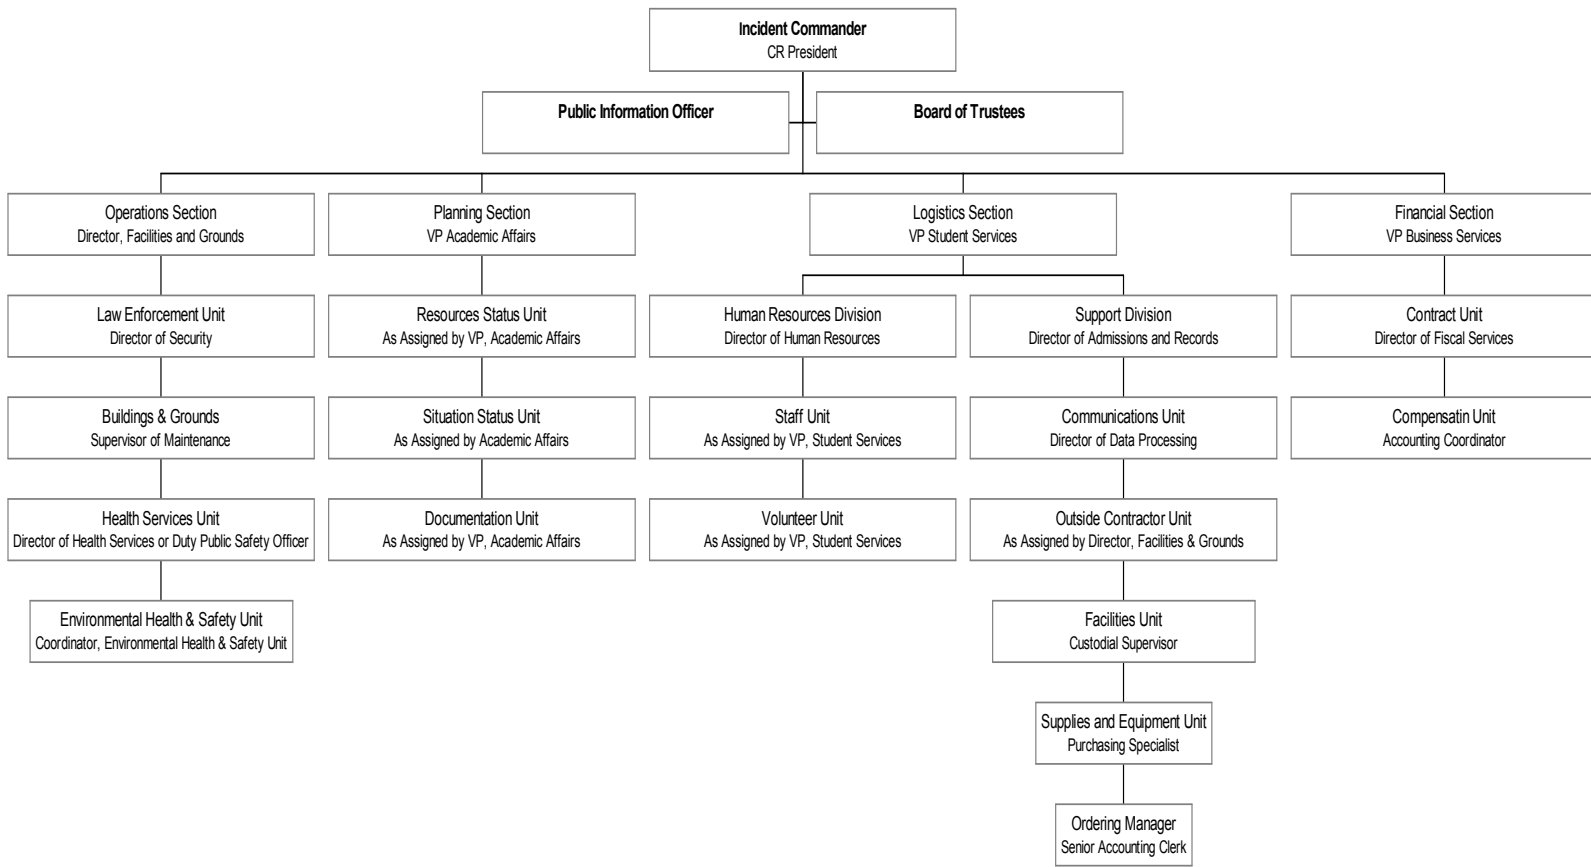 Incident Commander
CR President
Public Information Officer
Board of Trustees
Operations Section
Director, Facilities and Grounds
Planning Section
VP Academic Affairs
Logistics Section
VP Student Services
Financial Section
VP Business Services
Law Enforcement Unit
Director of Security
Resources Status Unit
As Assigned by VP, Academic Affairs
Human Resources Division
Director of Human Resources
Support Division
Director of Admissions and Records
Contract Unit
Director of Fiscal Services
Buildings & Grounds
Supervisor of Maintenance
Situation Status Unit
As Assigned by Academic Affairs
Staff Unit
As Assigned by VP, Student Services
Communications Unit
Director of Data Processing
Compensatin Unit
Accounting Coordinator
Health Services Unit
Director of Health Services or Duty Public Safety Officer
Documentation Unit
As Assigned by VP, Academic Affairs
Volunteer Unit
As Assigned by VP, Student Services
Outside Contractor Unit
As Assigned by Director, Facilities & Grounds
Environmental Health & Safety Unit
Coordinator, Environmental Health & Safety Unit
Facilities Unit
Custodial Supervisor
Supplies and Equipment Unit
Purchasing Specialist
Ordering Manager
Senior Accounting Clerk